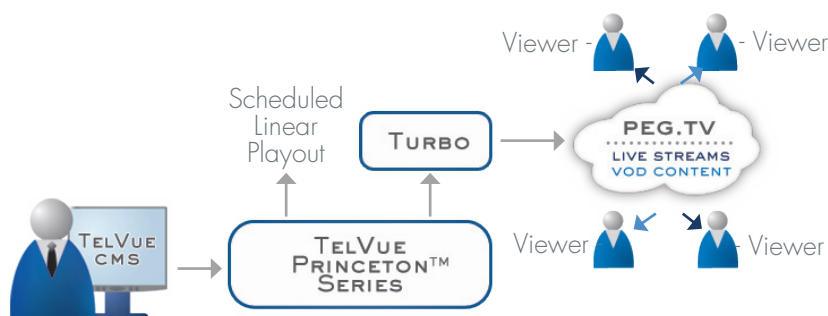 Viewer -
- Viewer
Scheduled
Linear
Playout
TURBO
PEG.TV
LIVE STREAMS
VOD CONTENT
TELVUE
CMS
TELVUE
PRINCETON™
SERIES
Viewer -
- Viewer